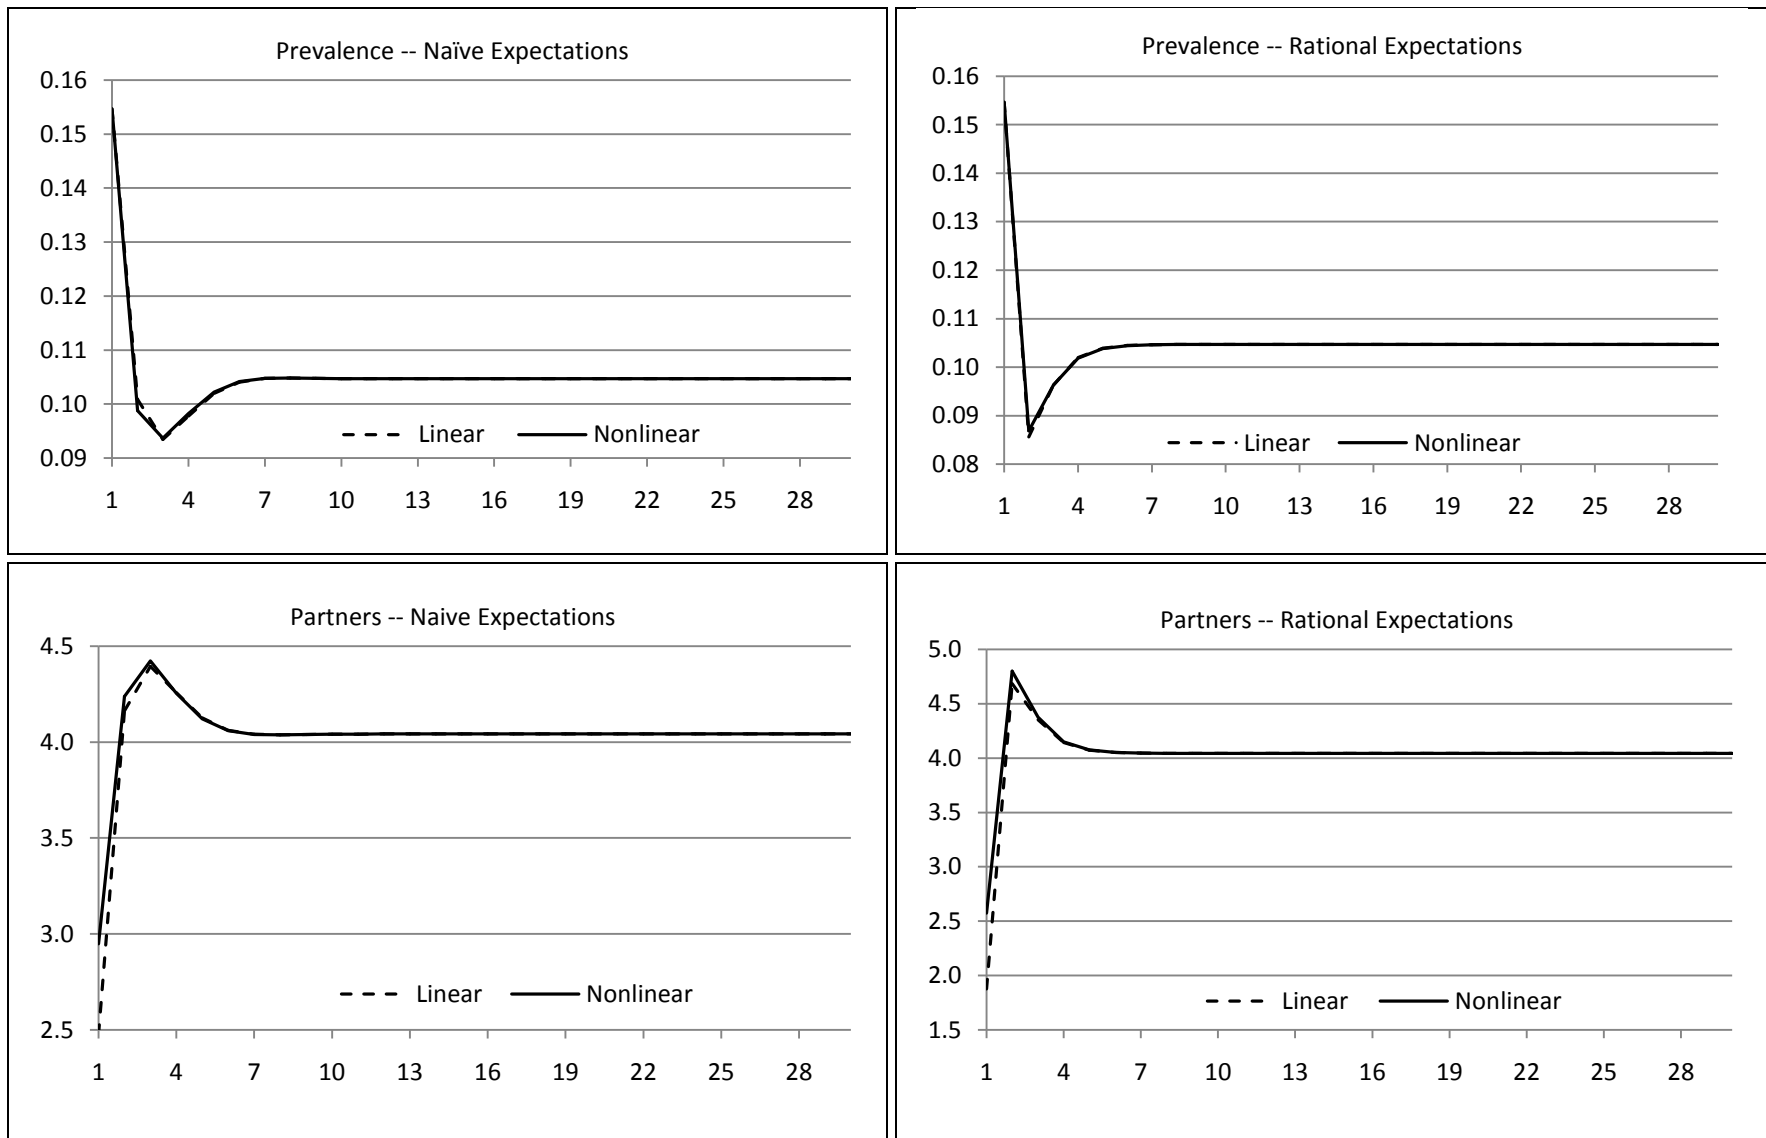 Prevalence -- Naïve Expectations
0.16
0.15
0.14
0.13
0.12
0.11
0.10
0.09
Linear Nonlinear
1 4 7 10 13 16 19 22 25 28
Prevalence -- Rational Expectations
0.16
0.15
0.14
0.13
0.12
0.11
0.10
0.09
0.08
Linear Nonlinear
1 4 7 10 13 16 19 22 25 28
Partners -- Naive Expectations
4.5
4.0
3.5
3.0
2.5
Linear Nonlinear
1 4 7 10 13 16 19 22 25 28
Partners -- Rational Expectations
5.0
4.5
4.0
3.5
3.0
2.5
2.0
1.5
Linear Nonlinear
1 4 7 10 13 16 19 22 25 28